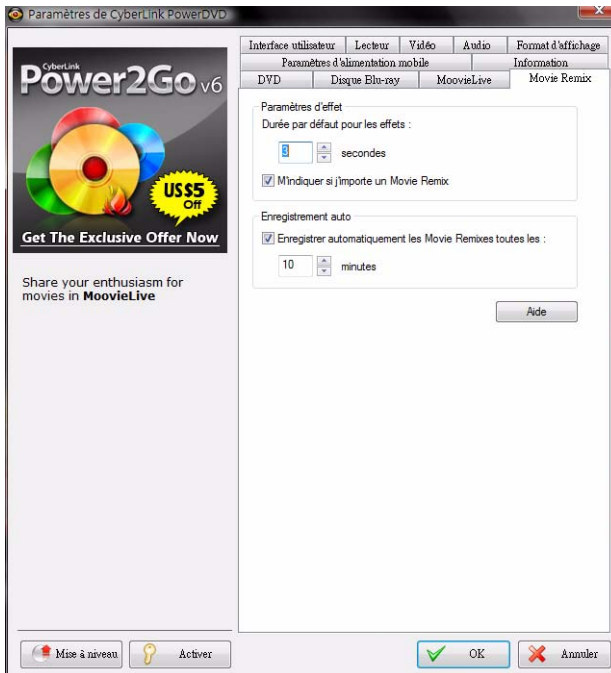 Paramètres de CyberLink PowerDVD
CyberLink
Power2Go v6
US$5
Off
Get The Exclusive Offer Now
Share your enthusiasm for
movies in MoovieLive
Interface utilisateur
Lecteur
Vidéo
Audio
Format d'affichage
Paramètres d'alimentation mobile
Information
DVD
Disque Blu-ray
MoovieLive
Movie Remix
Paramètres d'effet
Durée par défaut pour les effets :
3 secondes
M'indiquer si j'importe un Movie Remix
Enregistrement auto
Enregistrer automatiquement les Movie Remixes toutes les :
10 minutes
Aide
Mise à niveau
Activer
OK
Annuler